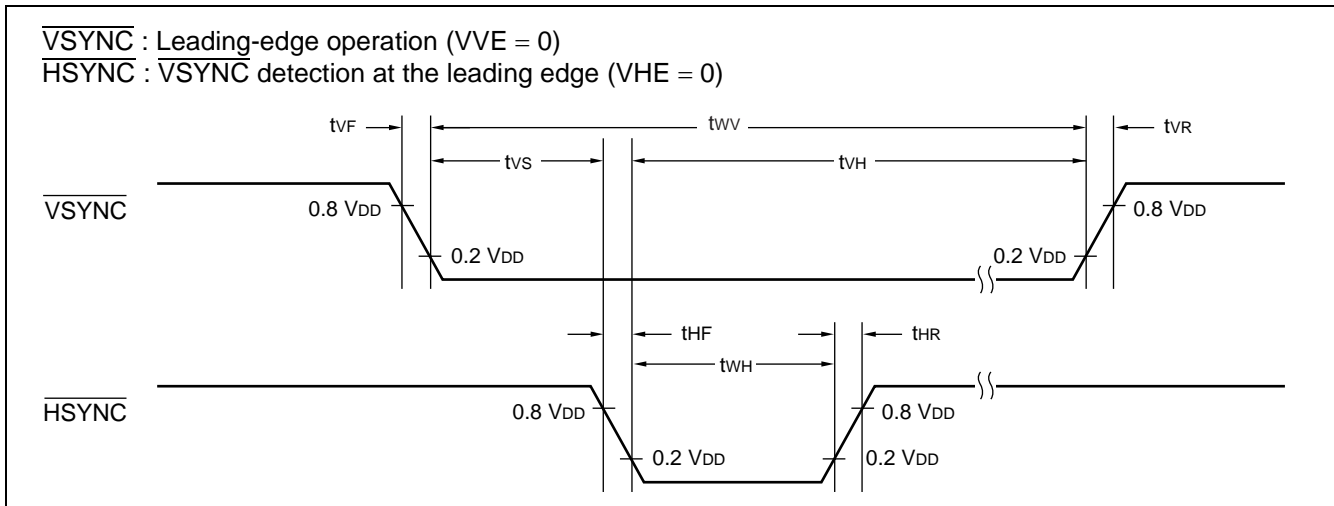 VSYNC : Leading-edge operation (VVE = 0)
HSYNC : VSYNC detection at the leading edge (VHE = 0)
tVF
tWV
tVR
tVS
tVH
VSYNC
0.8 VDD
0.8 VDD
0.2 VDD
0.2 VDD
tHF
tHR
tWH
HSYNC
0.8 VDD
0.8 VDD
0.2 VDD
0.2 VDD